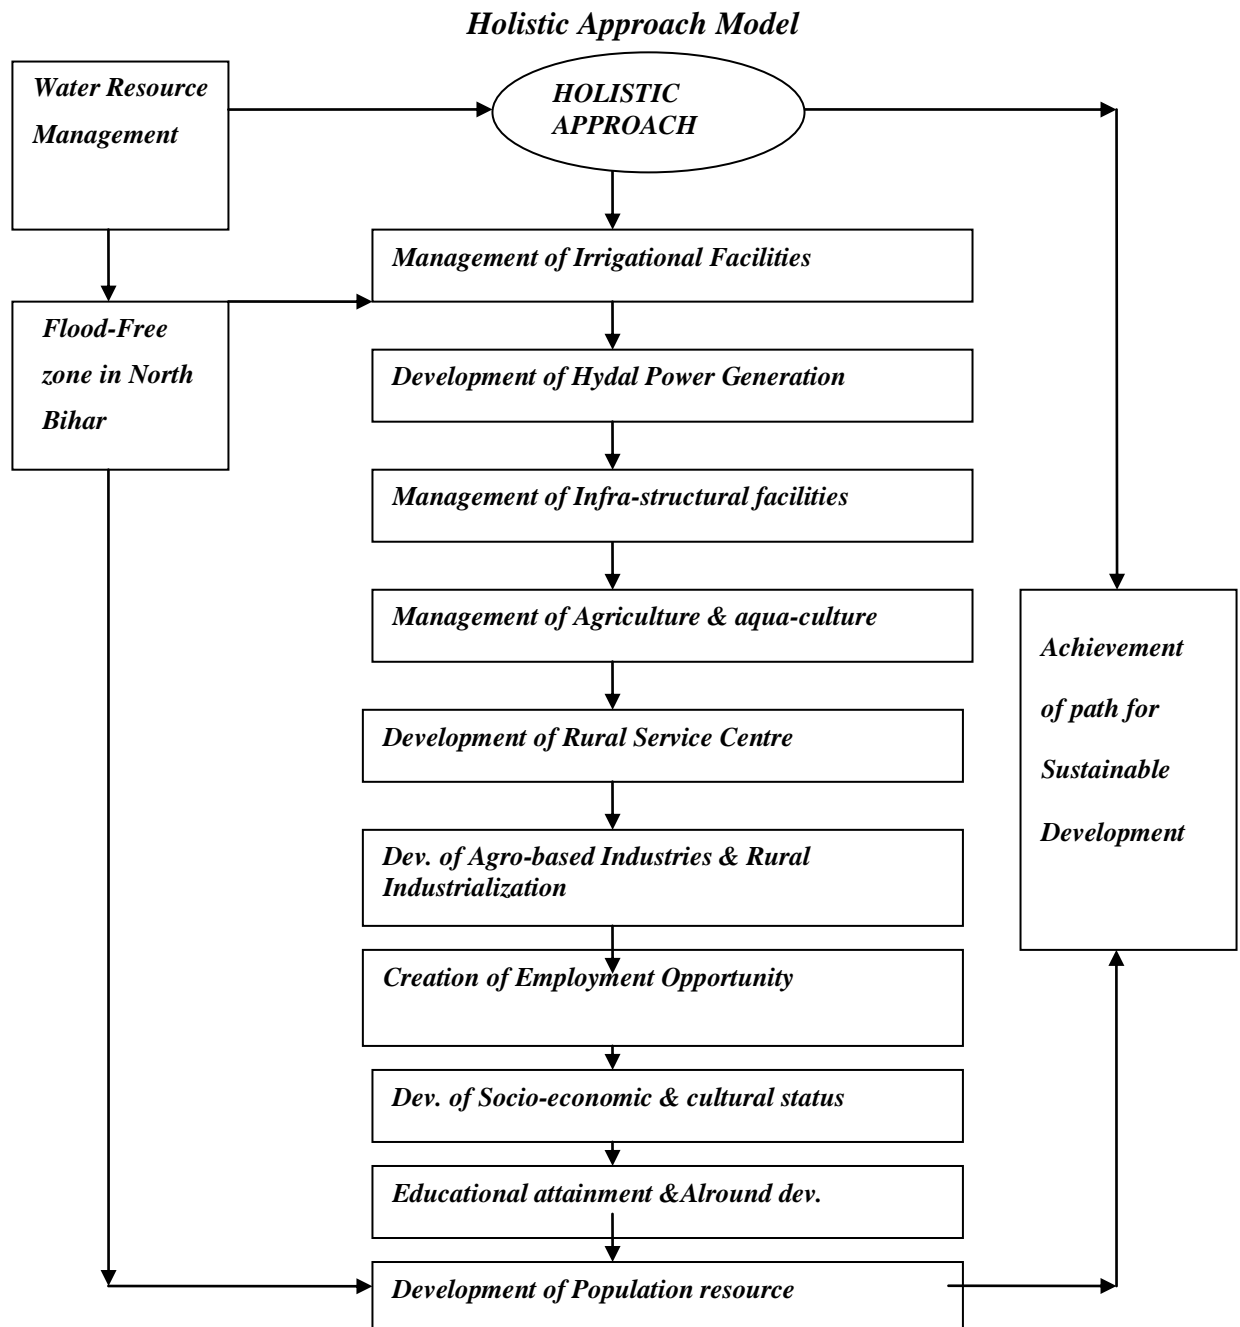 Holistic Approach Model
Water Resource
Management
HOLISTIC
APPROACH
Management of Irrigational Facilities
Flood-Free
zone in North
Bihar
Development of Hydal Power Generation
Management of Infra-structural facilities
Management of Agriculture & aqua-culture
Achievement
of path for
Sustainable
Development
Development of Rural Service Centre
Dev. of Agro-based Industries & Rural
Industrialization
Creation of Employment Opportunity
Dev. of Socio-economic & cultural status
Educational attainment &Alround dev.
Development of Population resource